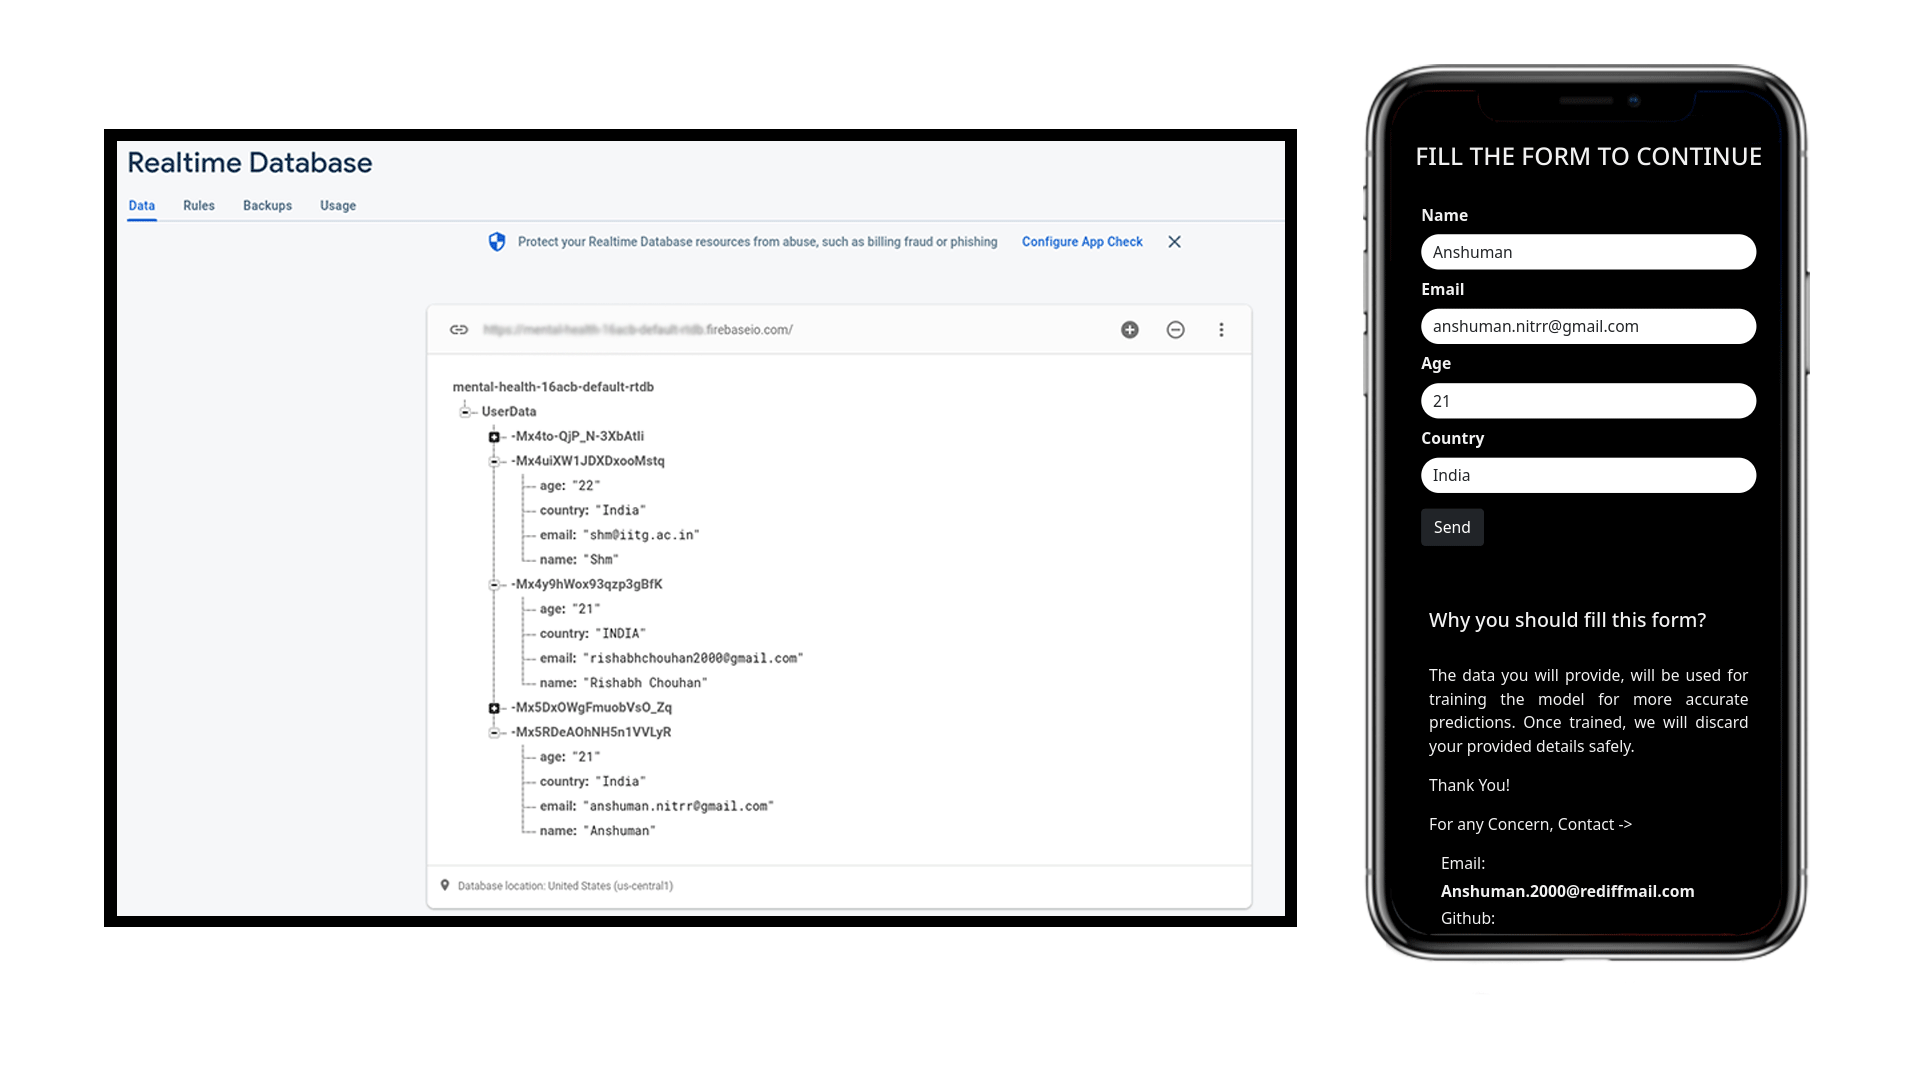 Realtime Database
Data Rules Backups Usage
Protect your Realtime Database resources from abuse, such as billing fraud or phishing Configure App Check
https://mental-health-16acb-default-rtdb.firebaseio.com/
mental-health-16acb-default-rtdb
UserData
-Mx4to-QjP_N-3XbAtli
-Mx4uiXW1JDXDxooMstq
age: "22"
country: "India"
email: "shm@iitg.ac.in"
name: "Shm"
-Mx4y9hWox93qzp3gBfK
age: "21"
country: "INDIA"
email: "rishabhchouhan2000@gmail.com"
name: "Rishabh Chouhan"
-Mx5DxOWgFmuobVsO_Zq
-Mx5RDeAOhNH5n1VVLyR
age: "21"
country: "India"
email: "anshuman.nitrr@gmail.com"
name: "Anshuman"
Database location: United States (us-central1)
FILL THE FORM TO CONTINUE
Name
Anshuman
Email
anshuman.nitrr@gmail.com
Age
21
Country
India
Send
Why you should fill this form?
The data you will provide, will be used for
training the model for more accurate
predictions. Once trained, we will discard
your provided details safely.
Thank You!
For any Concern, Contact ->
Email:
Anshuman.2000@rediffmail.com
Github: